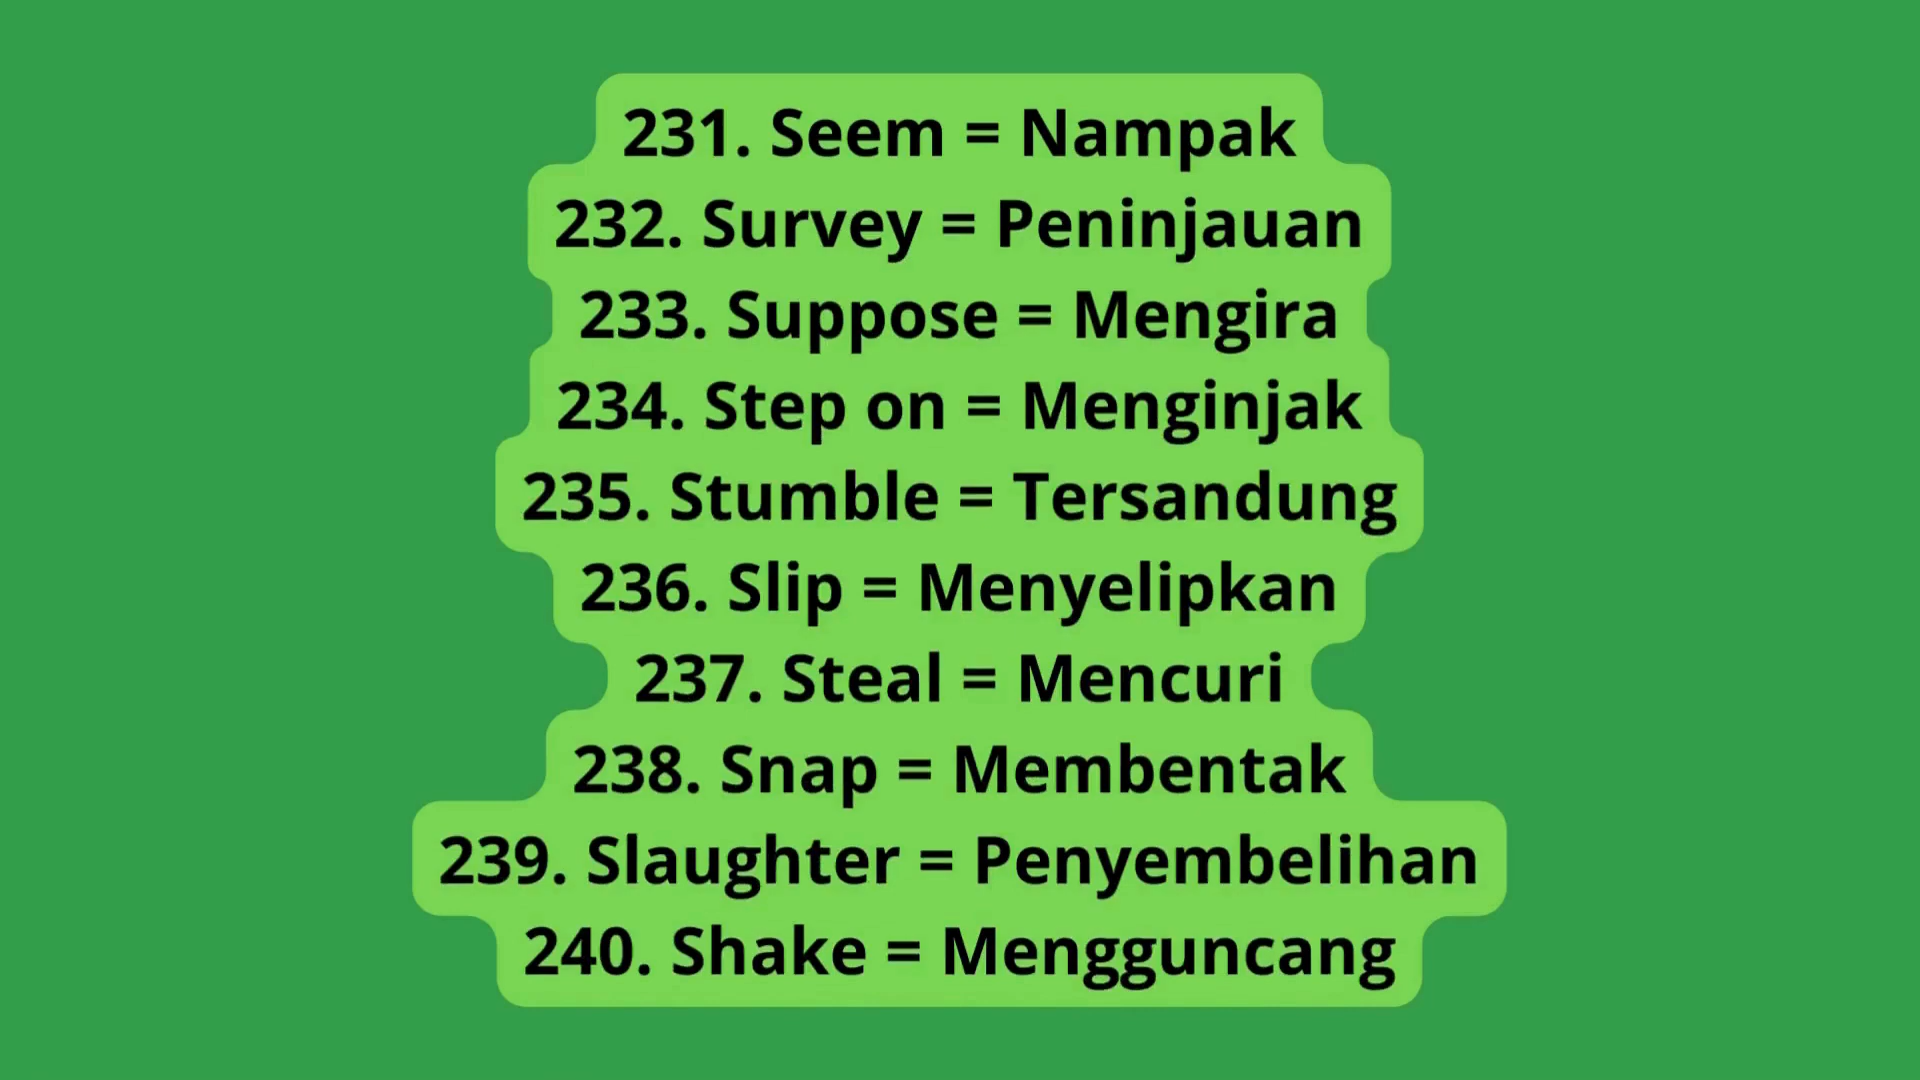 231. Seem = Nampak
232. Survey = Peninjauan
233. Suppose = Mengira
234. Step on = Menginjak
235. Stumble = Tersandung
236. Slip = Menyelipkan
237. Steal = Mencuri
238. Snap = Membentak
239. Slaughter = Penyembelihan
240. Shake = Mengguncang